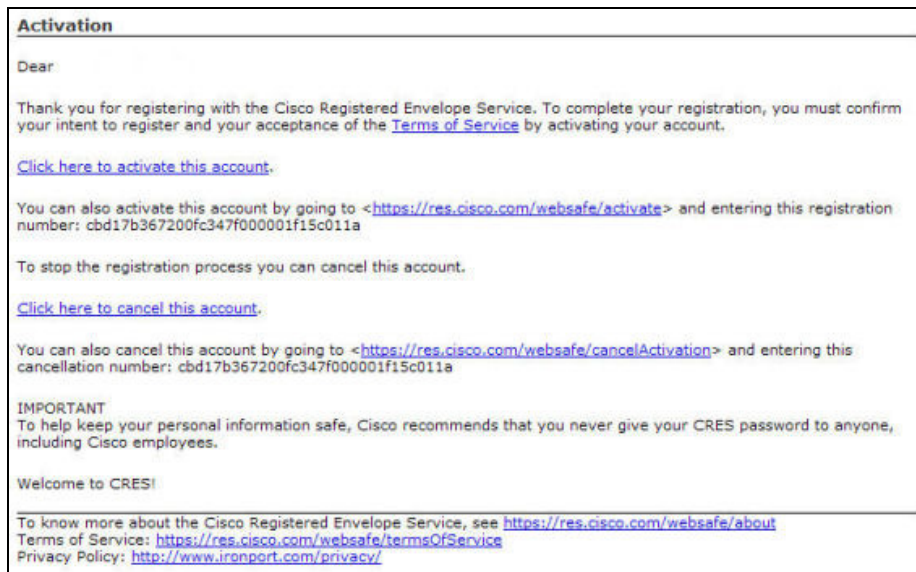 Activation
Dear
Thank you for registering with the Cisco Registered Envelope Service. To complete your registration, you must confirm
your intent to register and your acceptance of the Terms of Service by activating your account.
Click here to activate this account.
You can also activate this account by going to <https://res.cisco.com/websafe/activate> and entering this registration
number: cbd17b367200fc347f000001f15c011a
To stop the registration process you can cancel this account.
Click here to cancel this account.
You can also cancel this account by going to <https://res.cisco.com/websafe/cancelActivation> and entering this
cancellation number: cbd17b367200fc347f000001f15c011a
IMPORTANT
To help keep your personal information safe, Cisco recommends that you never give your CRES password to anyone,
including Cisco employees.
Welcome to CRES!
To know more about the Cisco Registered Envelope Service, see https://res.cisco.com/websafe/about
Terms of Service: https://res.cisco.com/websafe/termsOfService
Privacy Policy: http://www.ironport.com/privacy/